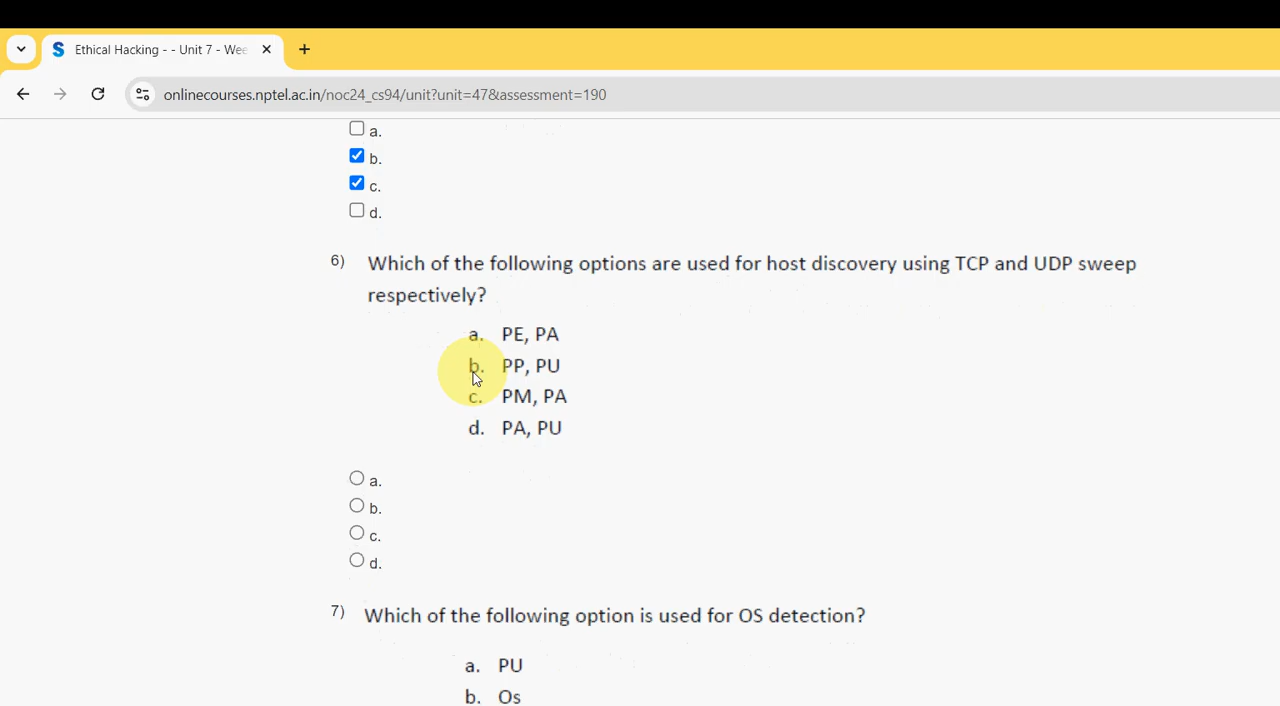 Ethical Hacking - - Unit 7 - Wee
onlinecourses.nptel.ac.in/noc24_cs94/unit?unit=47&assessment=190
a.
b.
c.
d.
6) Which of the following options are used for host discovery using TCP and UDP sweep
respectively?
a. PE, PA
b. PP, PU
c. PM, PA
d. PA, PU
a.
b.
c.
d.
7) Which of the following option is used for OS detection?
a. PU
b. Os